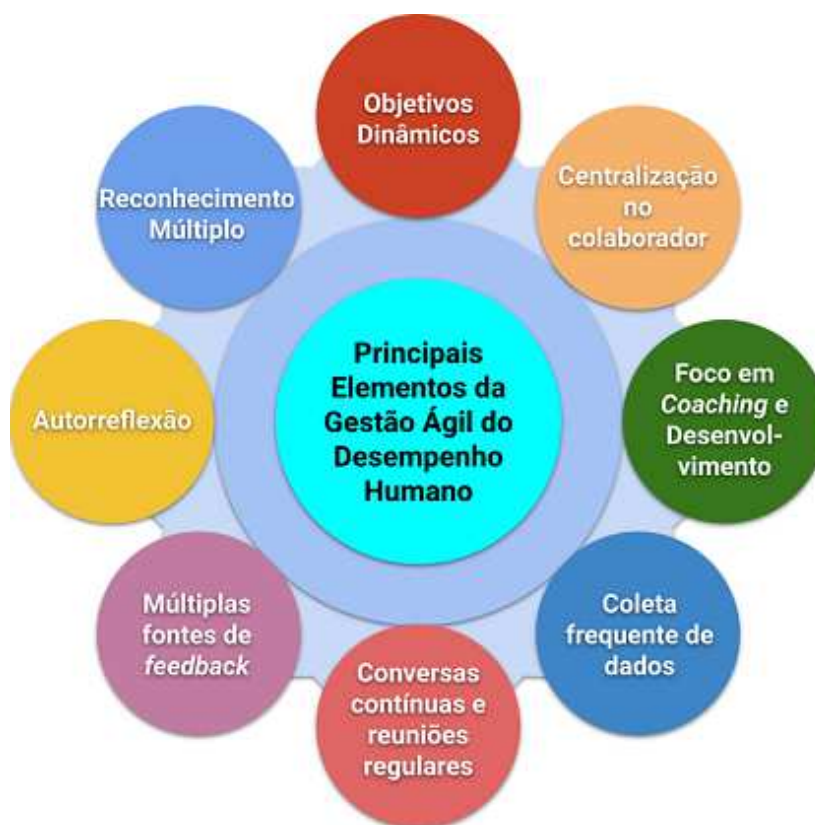 Objetivos
Dinâmicos
Centralização
no
colaborador
Foco em
Coaching e
Desenvol-
vimento
Coleta
frequente de
dados
Conversas
contínuas e
reuniões
regulares
Múltiplas
fontes de
feedback
Autorreflexão
Reconhecimento
Múltiplo
Principais
Elementos da
Gestão Ágil do
Desempenho
Humano